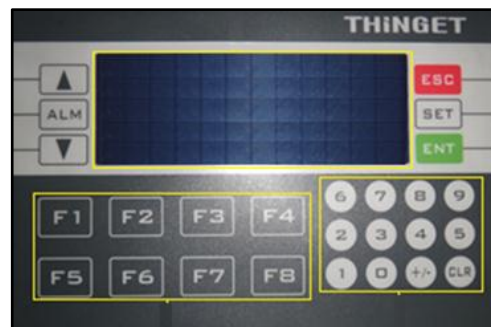 THiNGET
ESC
ALM SET
ENT
F1 F2 F3 F4 6 7 8 9
2 3 4 5
F5 F6 F7 F8 1 0 +/- CLR